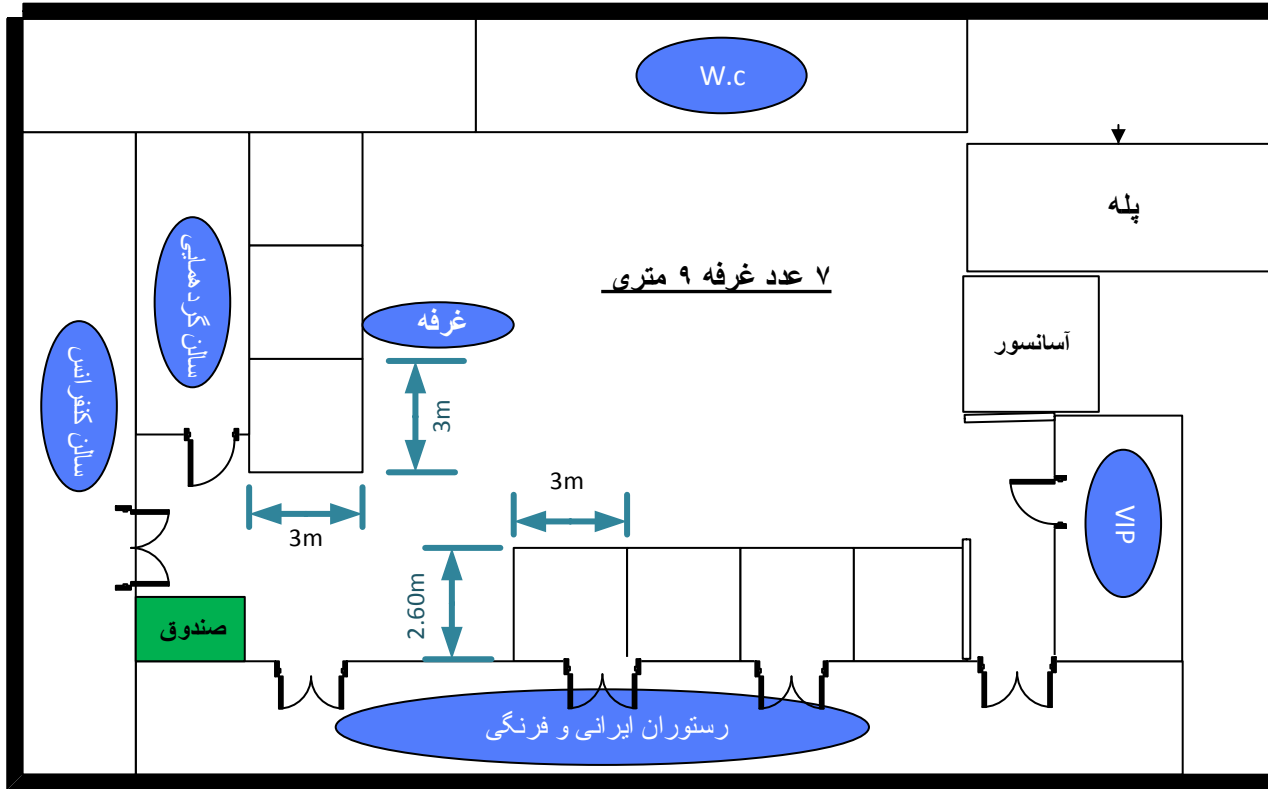 W.c
پله
سالن گردهمایی
۷ عدد غرفه ۹ متری
غرفه
آسانسور
سالن کنفرانس
3m
3m
3m
VIP
2.60m
صندوق
رستوران ایرانی و فرنگی